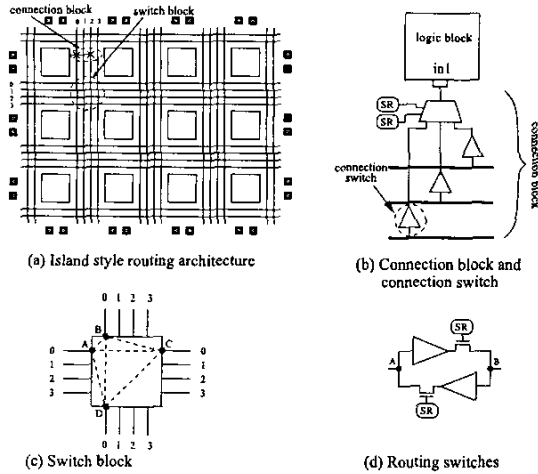 connection block
switch block
0 1 2 3
0
1
2
3
(a) Island style routing architecture
logic block
in1
SR
SR
connection
switch
connection block
(b) Connection block and
connection switch
0 1 2 3
B
A
C
0
0
1
1
2
2
3
3
D
0 1 2 3
(c) Switch block
SR
A
B
SR
(d) Routing switches